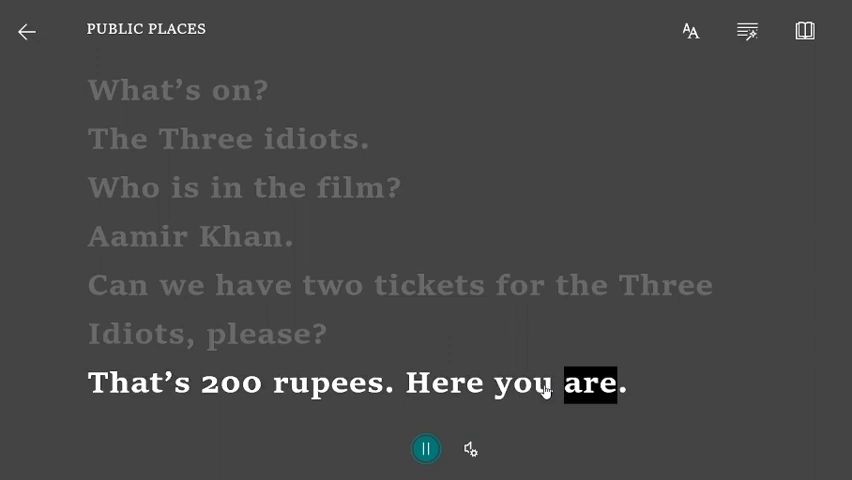 PUBLIC PLACES
What's on?
The Three idiots.
Who is in the film?
Aamir Khan.
Can we have two tickets for the Three
Idiots, please?
That's 200 rupees. Here you are.